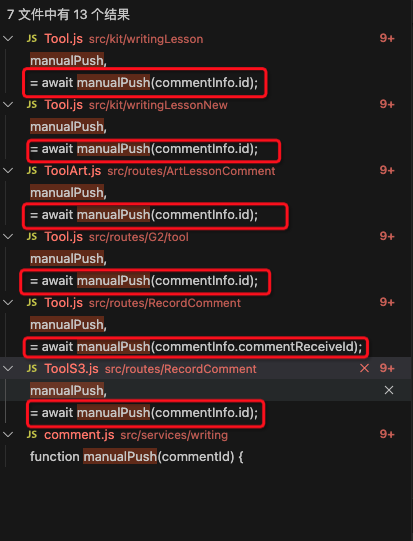 7 文件中有 13 个结果
JS Tool.js src/kit/writingLesson 9+
manualPush,
= await manualPush(commentInfo.id);
JS Tool.js src/kit/writingLessonNew 9+
manualPush,
= await manualPush(commentInfo.id);
JS ToolArt.js src/routes/ArtLessonComment 9+
manualPush,
= await manualPush(commentInfo.id);
JS Tool.js src/routes/G2/tool 9+
manualPush,
= await manualPush(commentInfo.id);
JS Tool.js src/routes/RecordComment 9+
manualPush,
= await manualPush(commentInfo.commentReceiveId);
JS ToolS3.js src/routes/RecordComment 9+
manualPush,
= await manualPush(commentInfo.id);
JS comment.js src/services/writing 9+
function manualPush(commentId) {